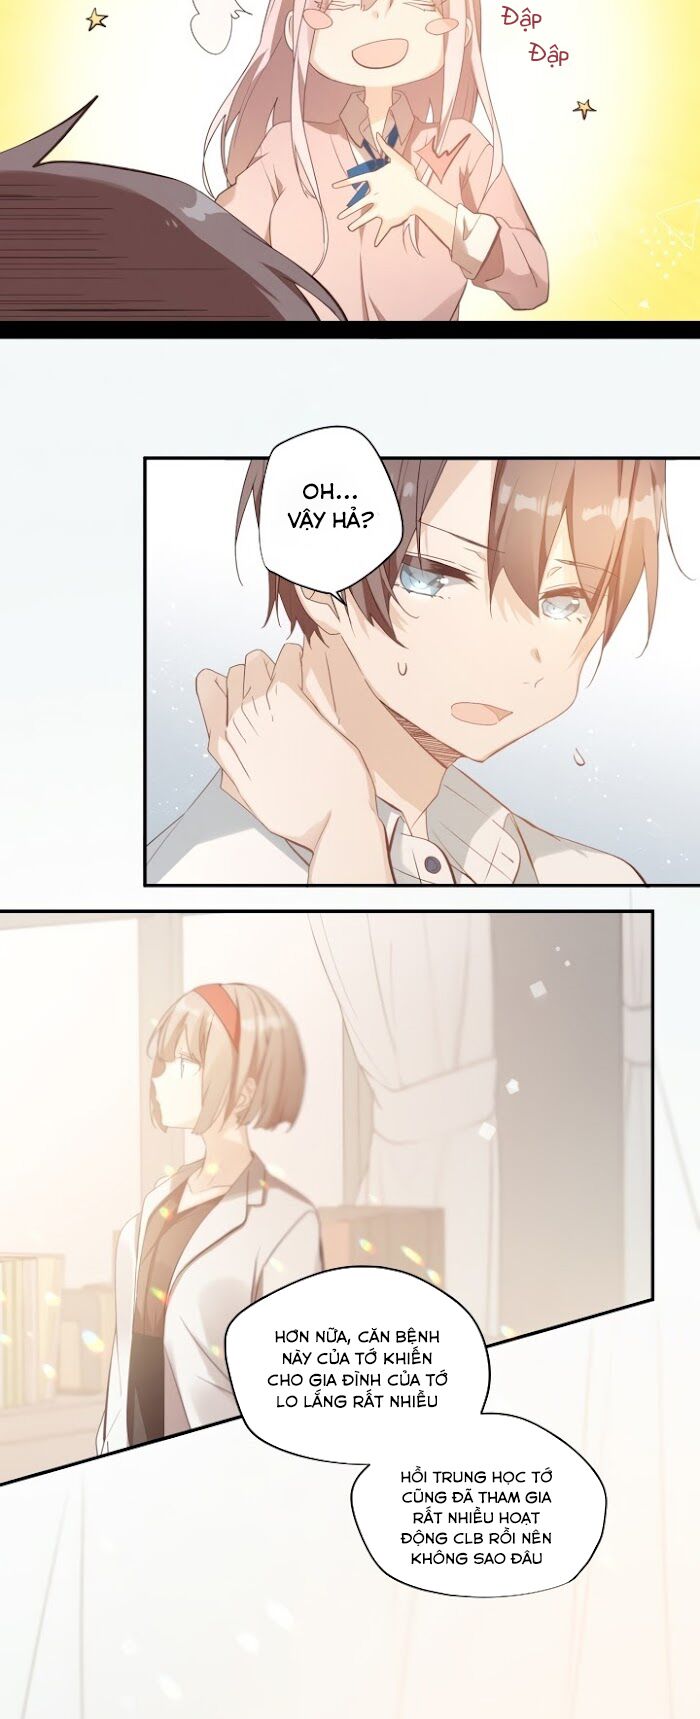 Đập
Đập
OH...
VẬY HẢ?
HƠN NỮA, CĂN BỆNH
NÀY CỦA TỚ KHIẾN
CHO GIA ĐÌNH CỦA TỚ
LO LẮNG RẤT NHIỀU
HỒI TRUNG HỌC TỚ
CŨNG ĐÃ THAM GIA
RẤT NHIỀU HOẠT
ĐỘNG CLB RỒI NÊN
KHÔNG SAO ĐÂU